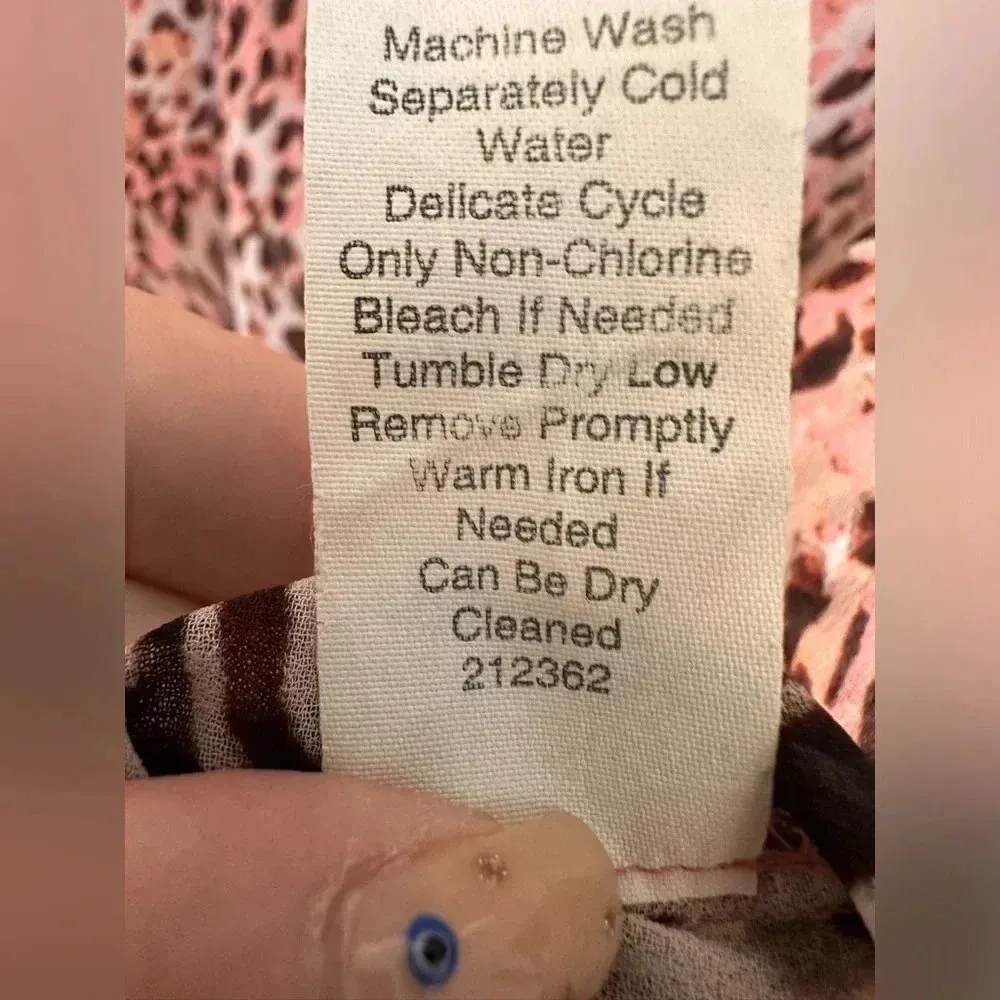 Machine Wash
Separately Cold
Water
Delicate Cycle
Only Non-Chlorine
Bleach If Needed
Tumble Dry Low
Remove Promptly
Warm Iron If
Needed
Can Be Dry
Cleaned
212362